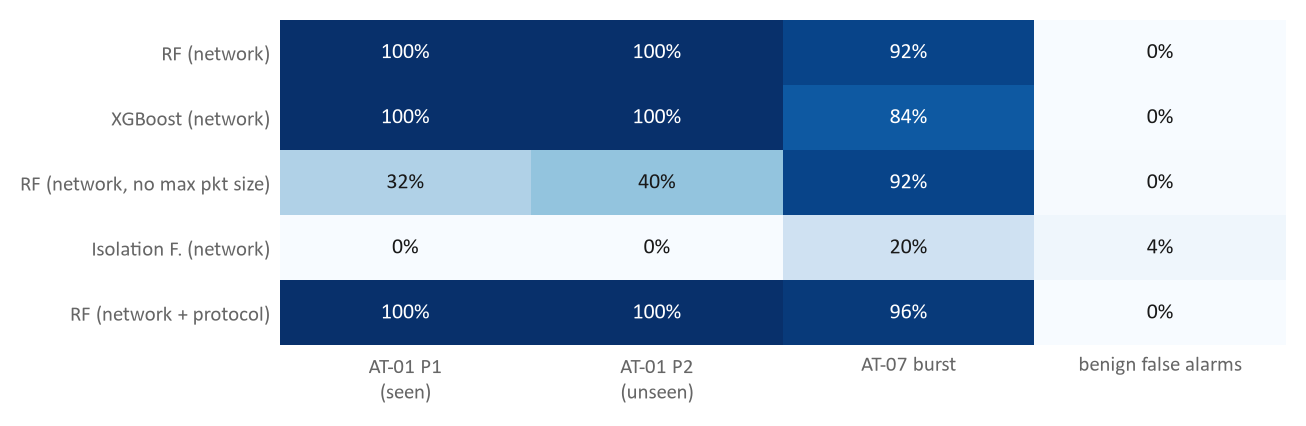 RF (network) 100% 100% 92% 0%
XGBoost (network) 100% 100% 84% 0%
RF (network, no max pkt size) 32% 40% 92% 0%
Isolation F. (network) 0% 0% 20% 4%
RF (network + protocol) 100% 100% 96% 0%
AT-01 P1 AT-01 P2 AT-07 burst benign false alarms
(seen) (unseen)